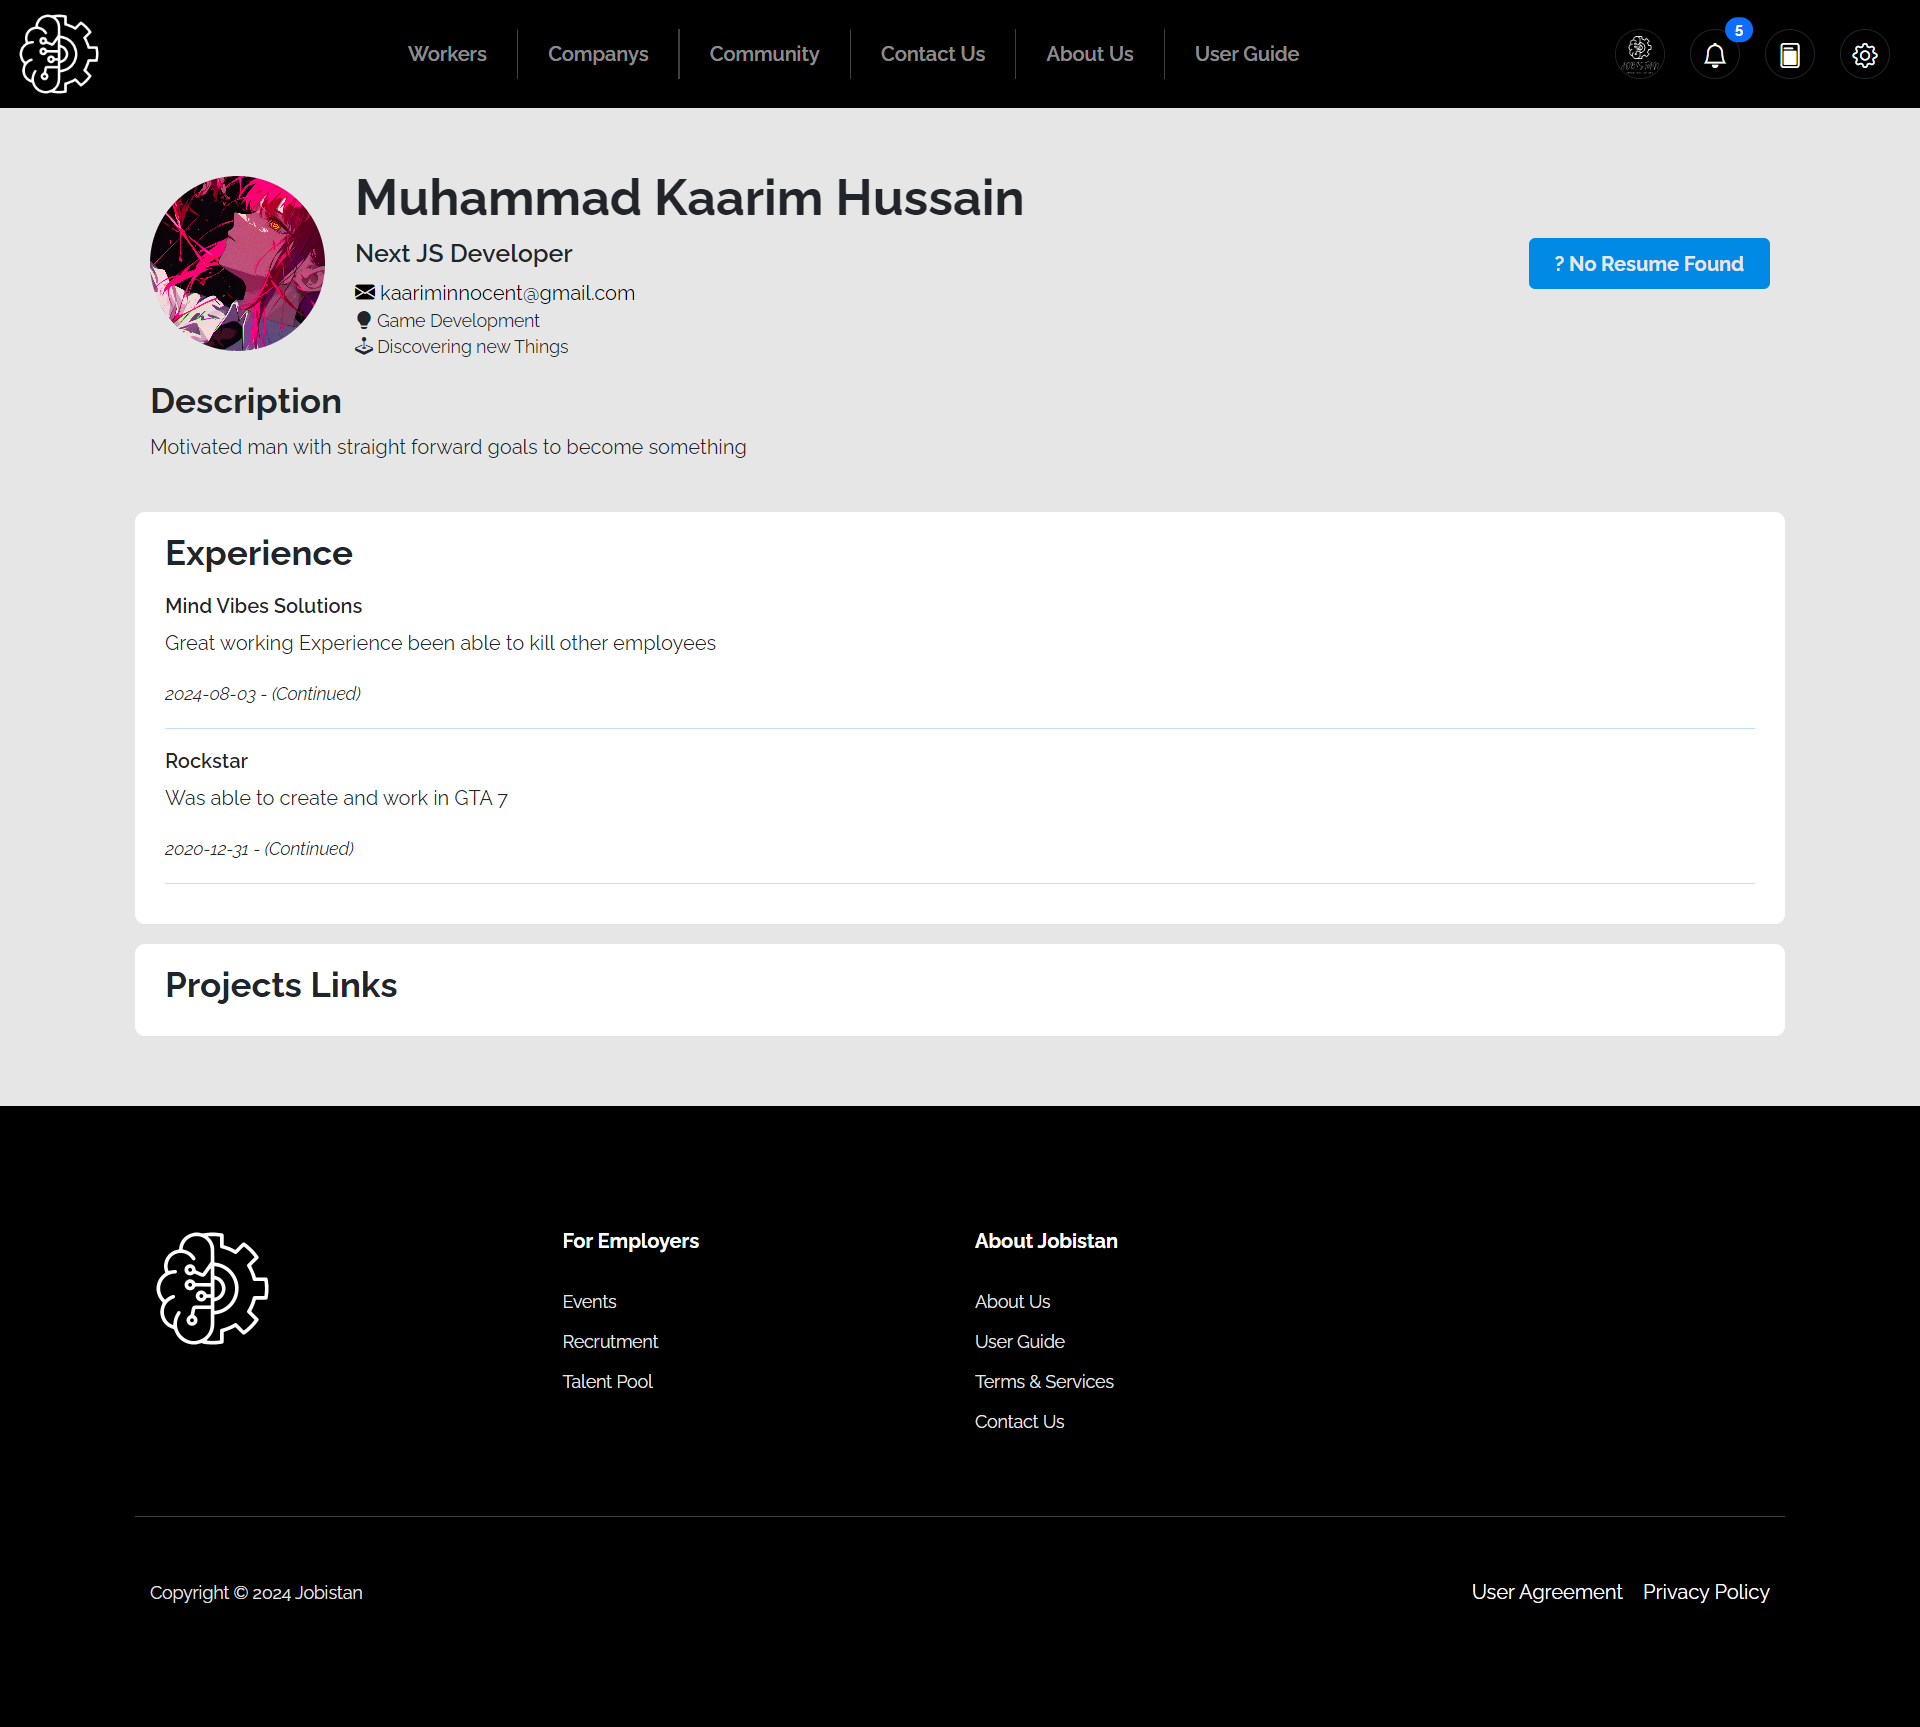 Workers
Companys
Community
Contact Us
About Us
User Guide
JOBISTAN
5
Muhammad Kaarim Hussain
Next JS Developer
kaariminnocent@gmail.com
Game Development
Discovering new Things
? No Resume Found
Description
Motivated man with straight forward goals to become something
Experience
Mind Vibes Solutions
Great working Experience been able to kill other employees
2024-08-03 - (Continued)
Rockstar
Was able to create and work in GTA 7
2020-12-31 - (Continued)
Projects Links
For Employers
Events
Recrutment
Talent Pool
About Jobistan
About Us
User Guide
Terms & Services
Contact Us
Copyright © 2024 Jobistan
User Agreement
Privacy Policy